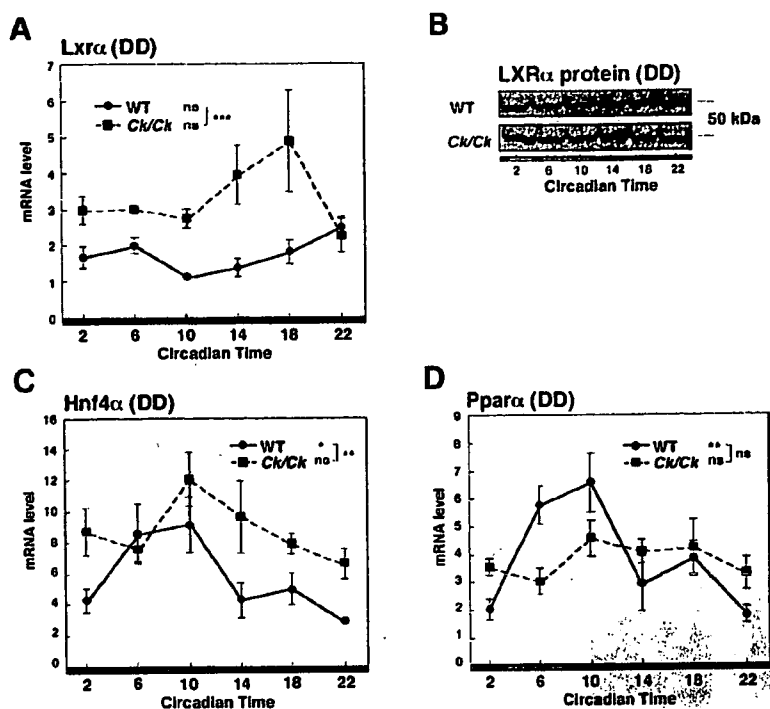 A
Lxrα (DD)
7
6
5
4
3
2
1
0
mRNA level
WT ns
Ck/Ck ns
***
2 6 10 14 18 22
Circadian Time
B
LXRα protein (DD)
WT
Ck/Ck
50 kDa
2 6 10 14 18 22
Circadian Time
C
Hnf4α (DD)
16
14
12
10
8
6
4
2
0
mRNA level
WT *
Ck/Ck ns
**
2 6 10 14 18 22
Circadian Time
D
Pparα (DD)
9
8
7
6
5
4
3
2
1
0
mRNA level
WT **
Ck/Ck ns
ns
2 6 10 14 18 22
Circadian Time